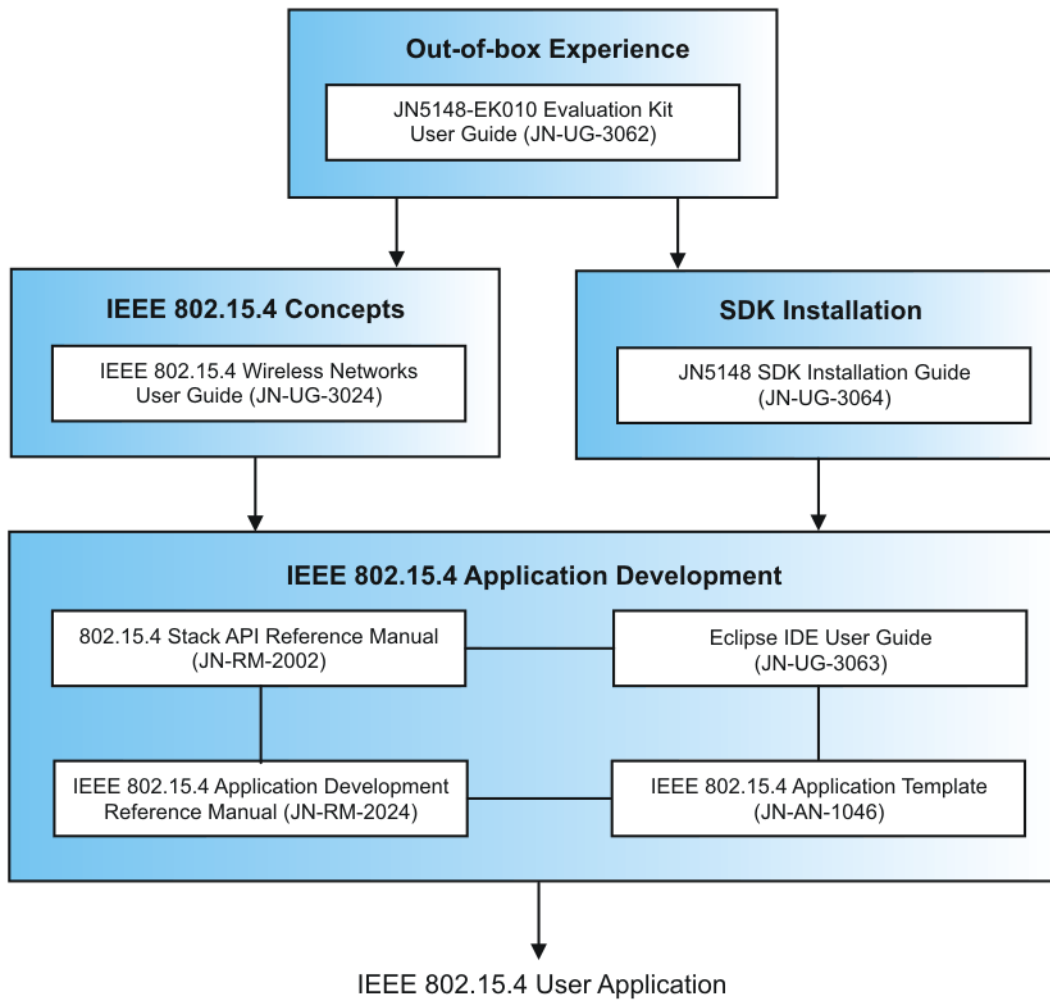 Out-of-box Experience
JN5148-EK010 Evaluation Kit
User Guide (JN-UG-3062)
IEEE 802.15.4 Concepts
IEEE 802.15.4 Wireless Networks
User Guide (JN-UG-3024)
SDK Installation
JN5148 SDK Installation Guide
(JN-UG-3064)
IEEE 802.15.4 Application Development
802.15.4 Stack API Reference Manual
(JN-RM-2002)
Eclipse IDE User Guide
(JN-UG-3063)
IEEE 802.15.4 Application Development
Reference Manual (JN-RM-2024)
IEEE 802.15.4 Application Template
(JN-AN-1046)
IEEE 802.15.4 User Application